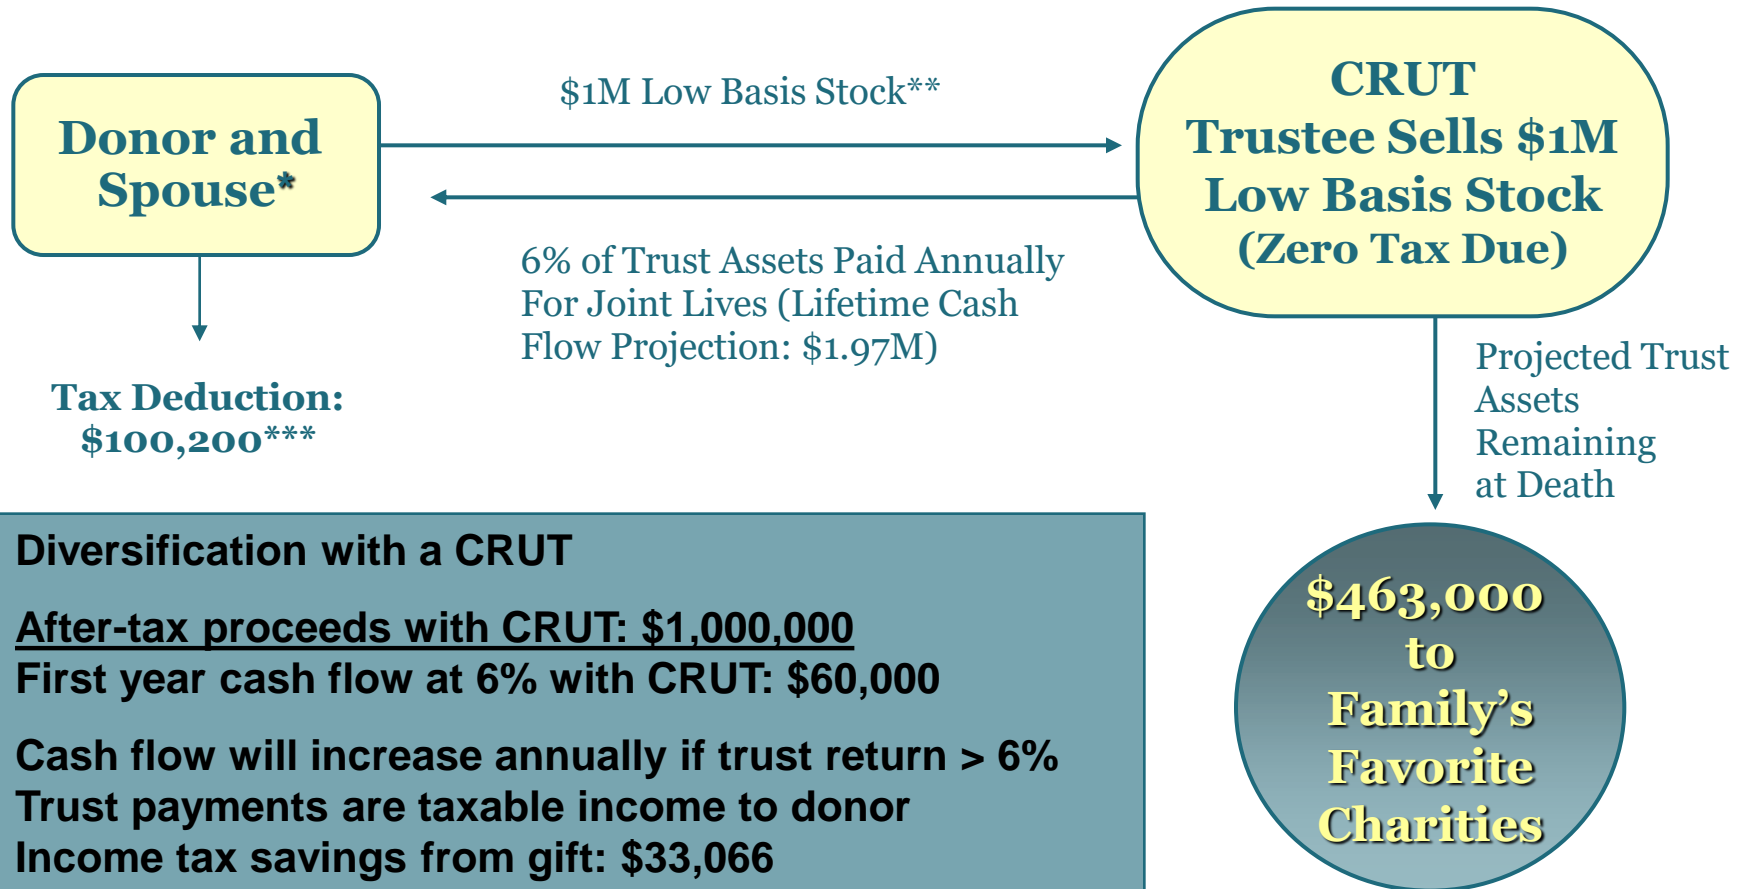 Donor and
Spouse*
$1M Low Basis Stock**
CRUT
Trustee Sells $1M
Low Basis Stock
(Zero Tax Due)
6% of Trust Assets Paid Annually
For Joint Lives (Lifetime Cash
Flow Projection: $1.97M)
Tax Deduction:
$100,200***
Projected Trust
Assets
Remaining
at Death
Diversification with a CRUT
After-tax proceeds with CRUT: $1,000,000
First year cash flow at 6% with CRUT: $60,000
Cash flow will increase annually if trust return > 6%
Trust payments are taxable income to donor
Income tax savings from gift: $33,066
$463,000
to
Family’s
Favorite
Charities